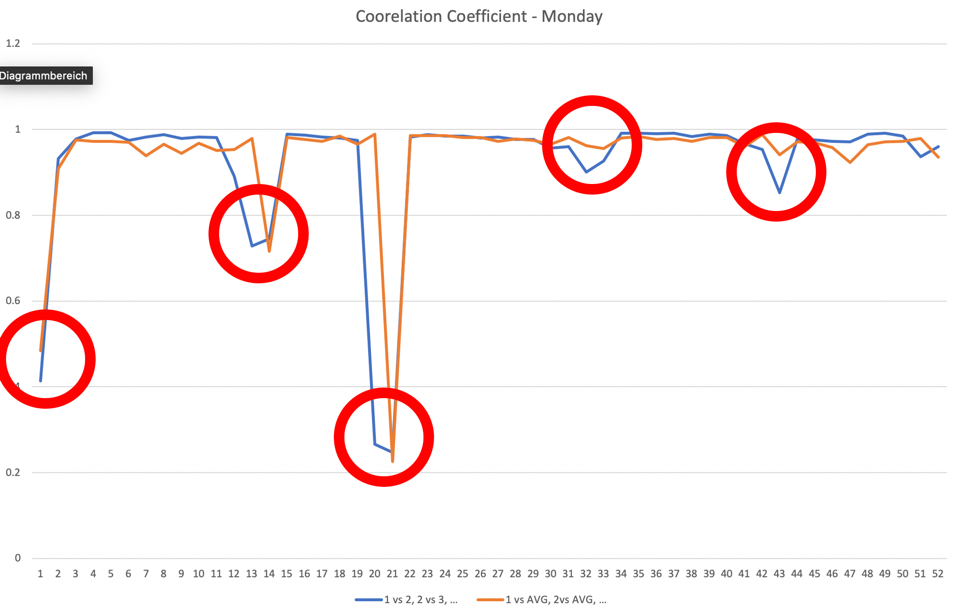 Coorelation Coefficient - Monday
1.2
Diagrammbereich
1
0.8
0.6
4
0.2
0
1 2 3 4 5 6 7 8 9 10 11 12 13 14 15 16 17 18 19 20 21 22 23 24 25 26 27 28 29 30 31 32 33 34 35 36 37 38 39 40 41 42 43 44 45 46 47 48 49 50 51 52
1 vs 2, 2 vs 3, ... 1 vs AVG, 2vs AVG, ...